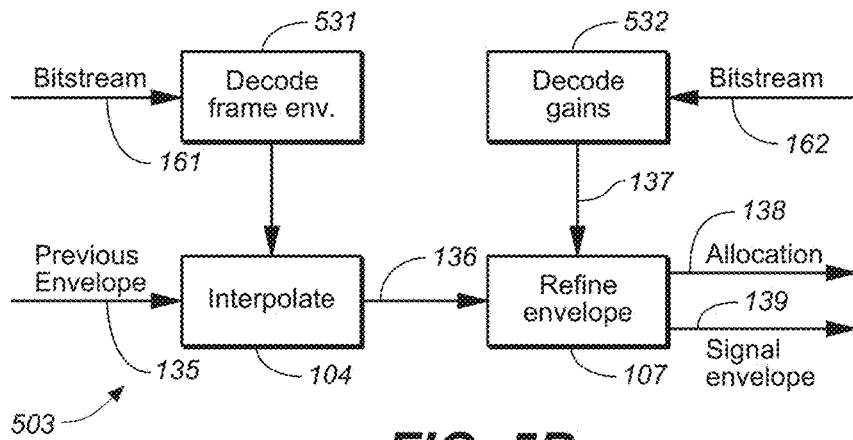 531
532
Bitstream
Decode
frame env.
Decode
gains
Bitstream
161
162
137
138
Previous
Envelope
136
Allocation
Interpolate
Refine
envelope
139
135
104
107
Signal
envelope
503